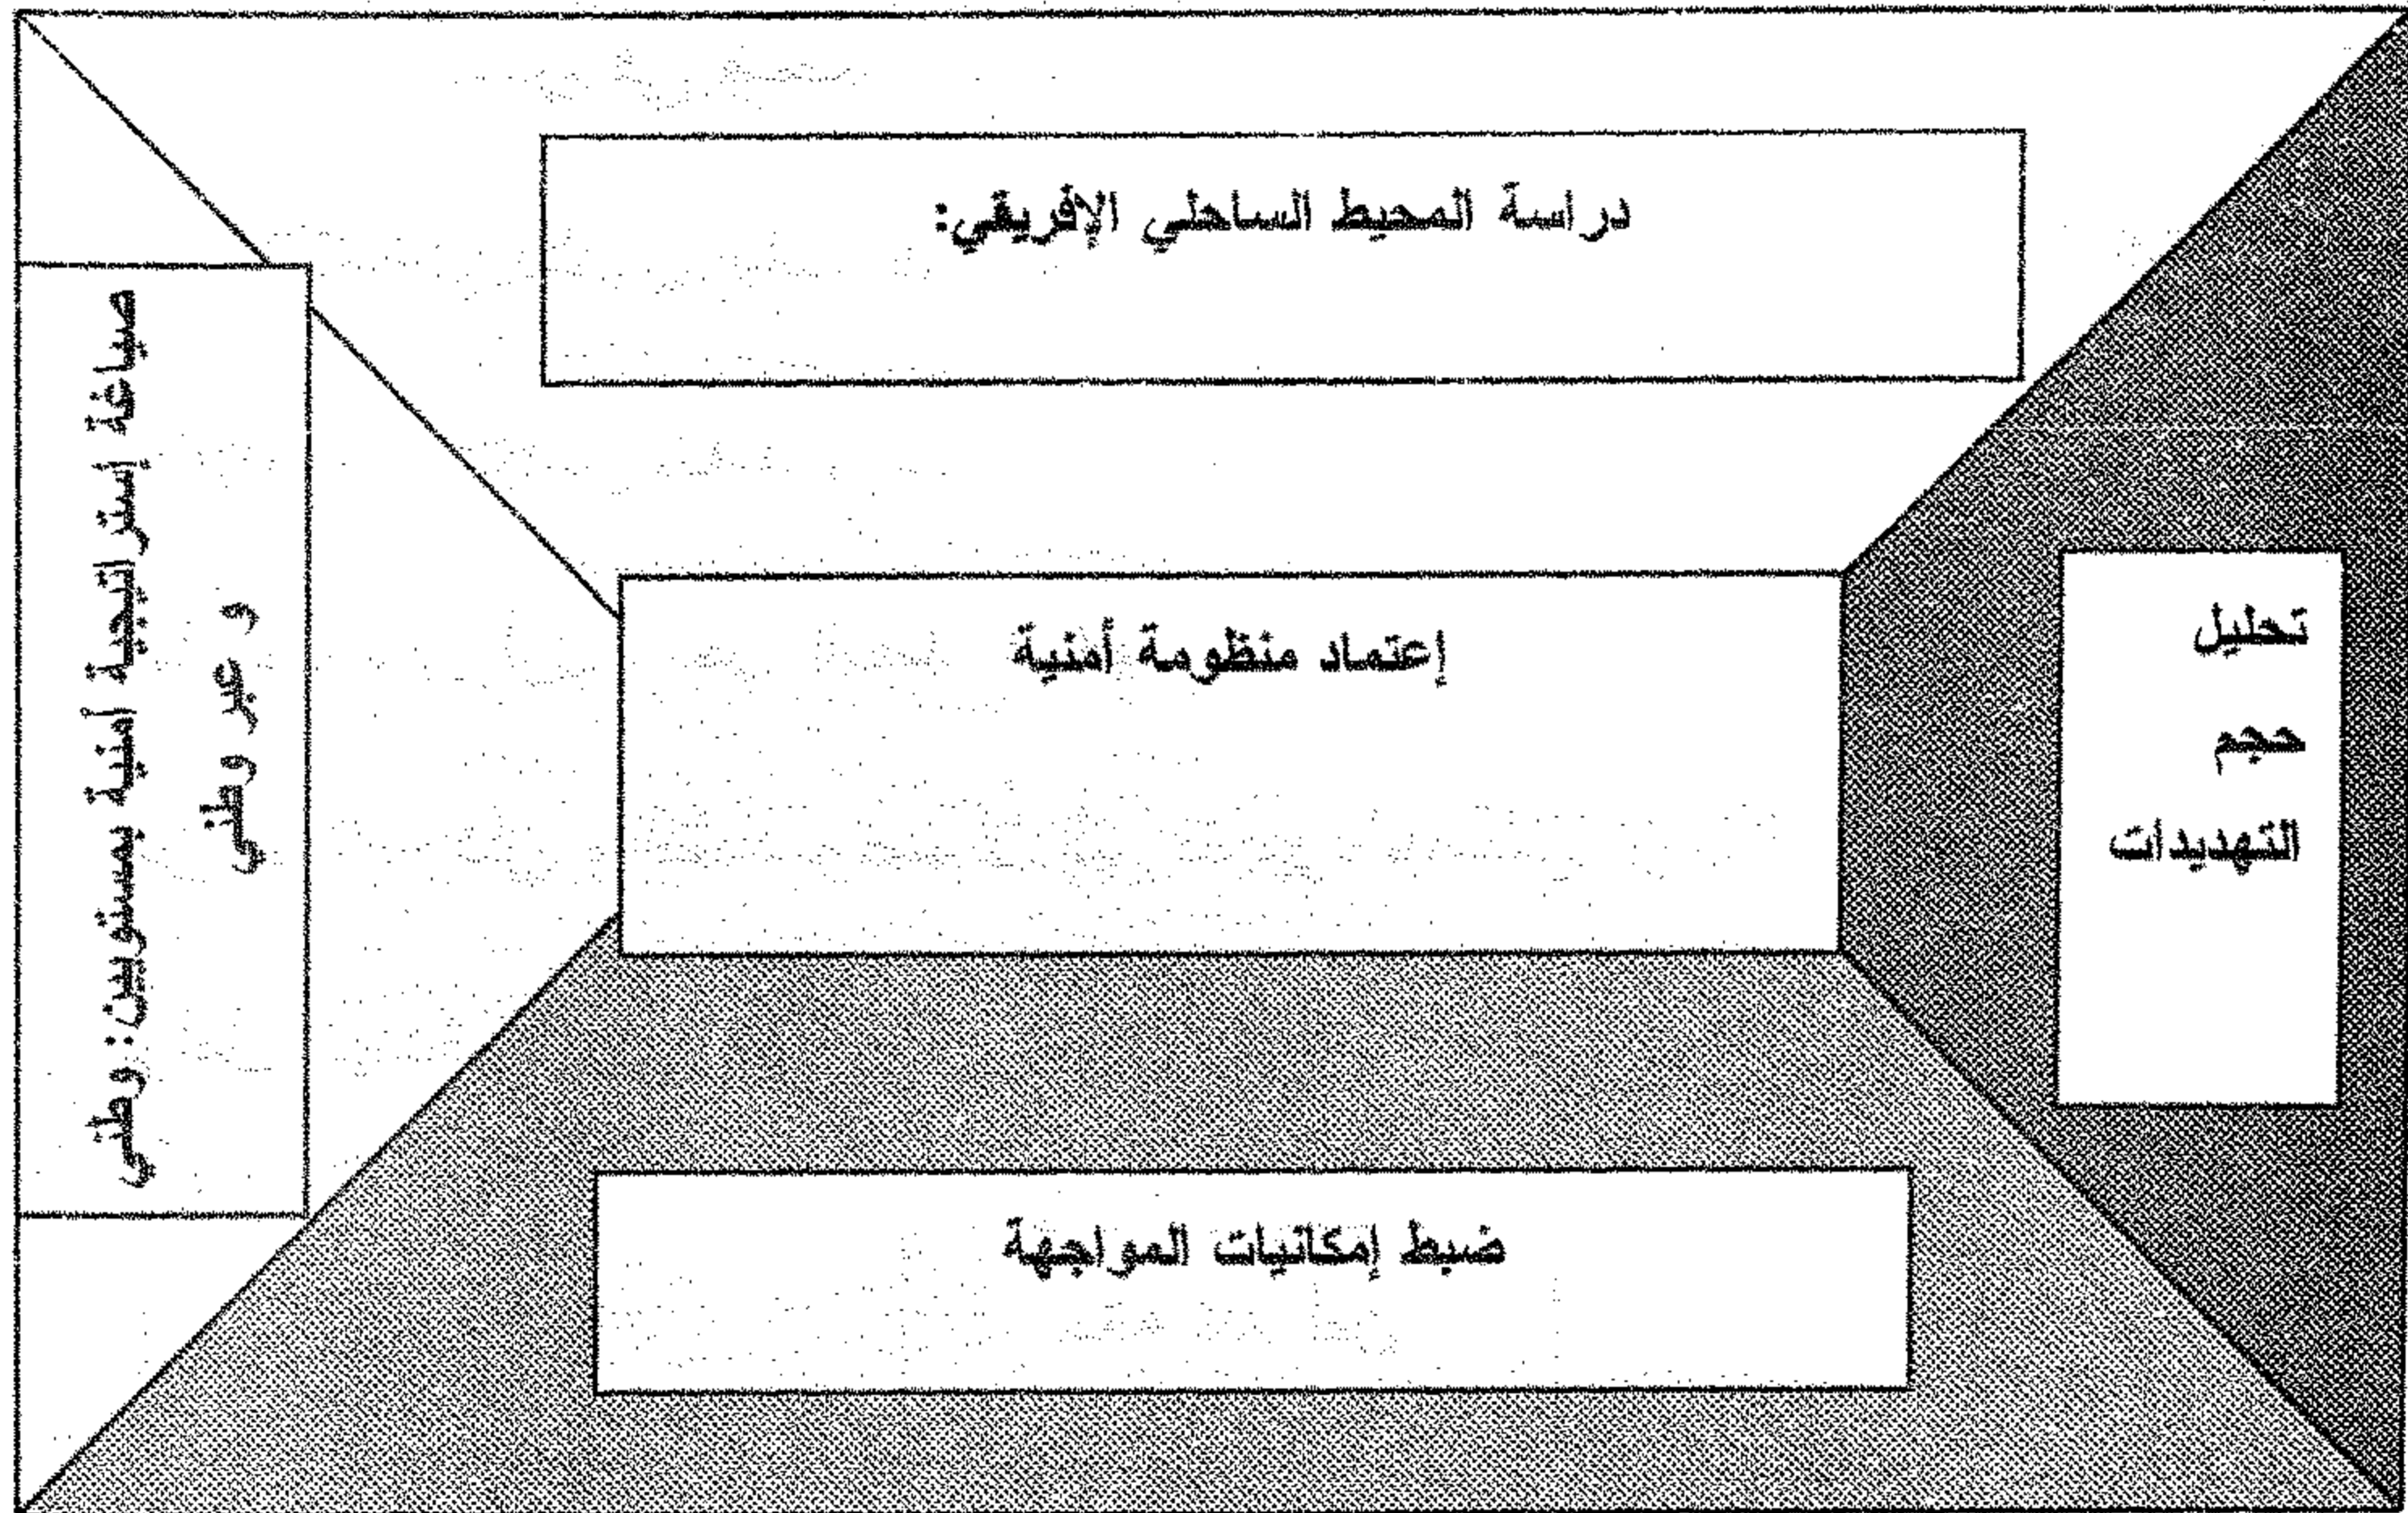 دراسة المحيط الساحلي الإفريقي:
تحليل
حجم
التهديدات
إعتماد منظومة أمنية
صياغة إستراتيجية أمنية بمستويين: وطني
و عبر وطني
ضبط إمكانيات المواجهة